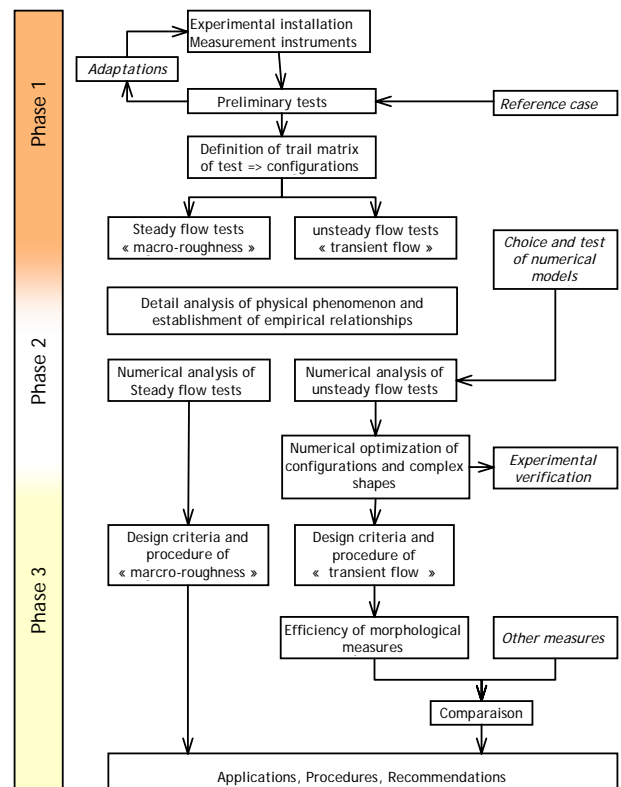 Experimental installation
Measurement instruments
Adaptations
Phase 1
Preliminary tests
Reference case
Definition of trail matrix
of test => configurations
Steady flow tests
« macro-roughness »
unsteady flow tests
« transient flow »
Choice and test
of numerical
models
Detail analysis of physical phenomenon and
establishment of empirical relationships
Phase 2
Numerical analysis of
Steady flow tests
Numerical analysis of
unsteady flow tests
Numerical optimization of
configurations and complex
shapes
Experimental
verification
Phase 3
Design criteria and
procedure of
« marcro-roughness »
Design criteria and
procedure of
« transient flow »
Efficiency of morphological
measures
Other measures
Comparaison
Applications, Procedures, Recommendations